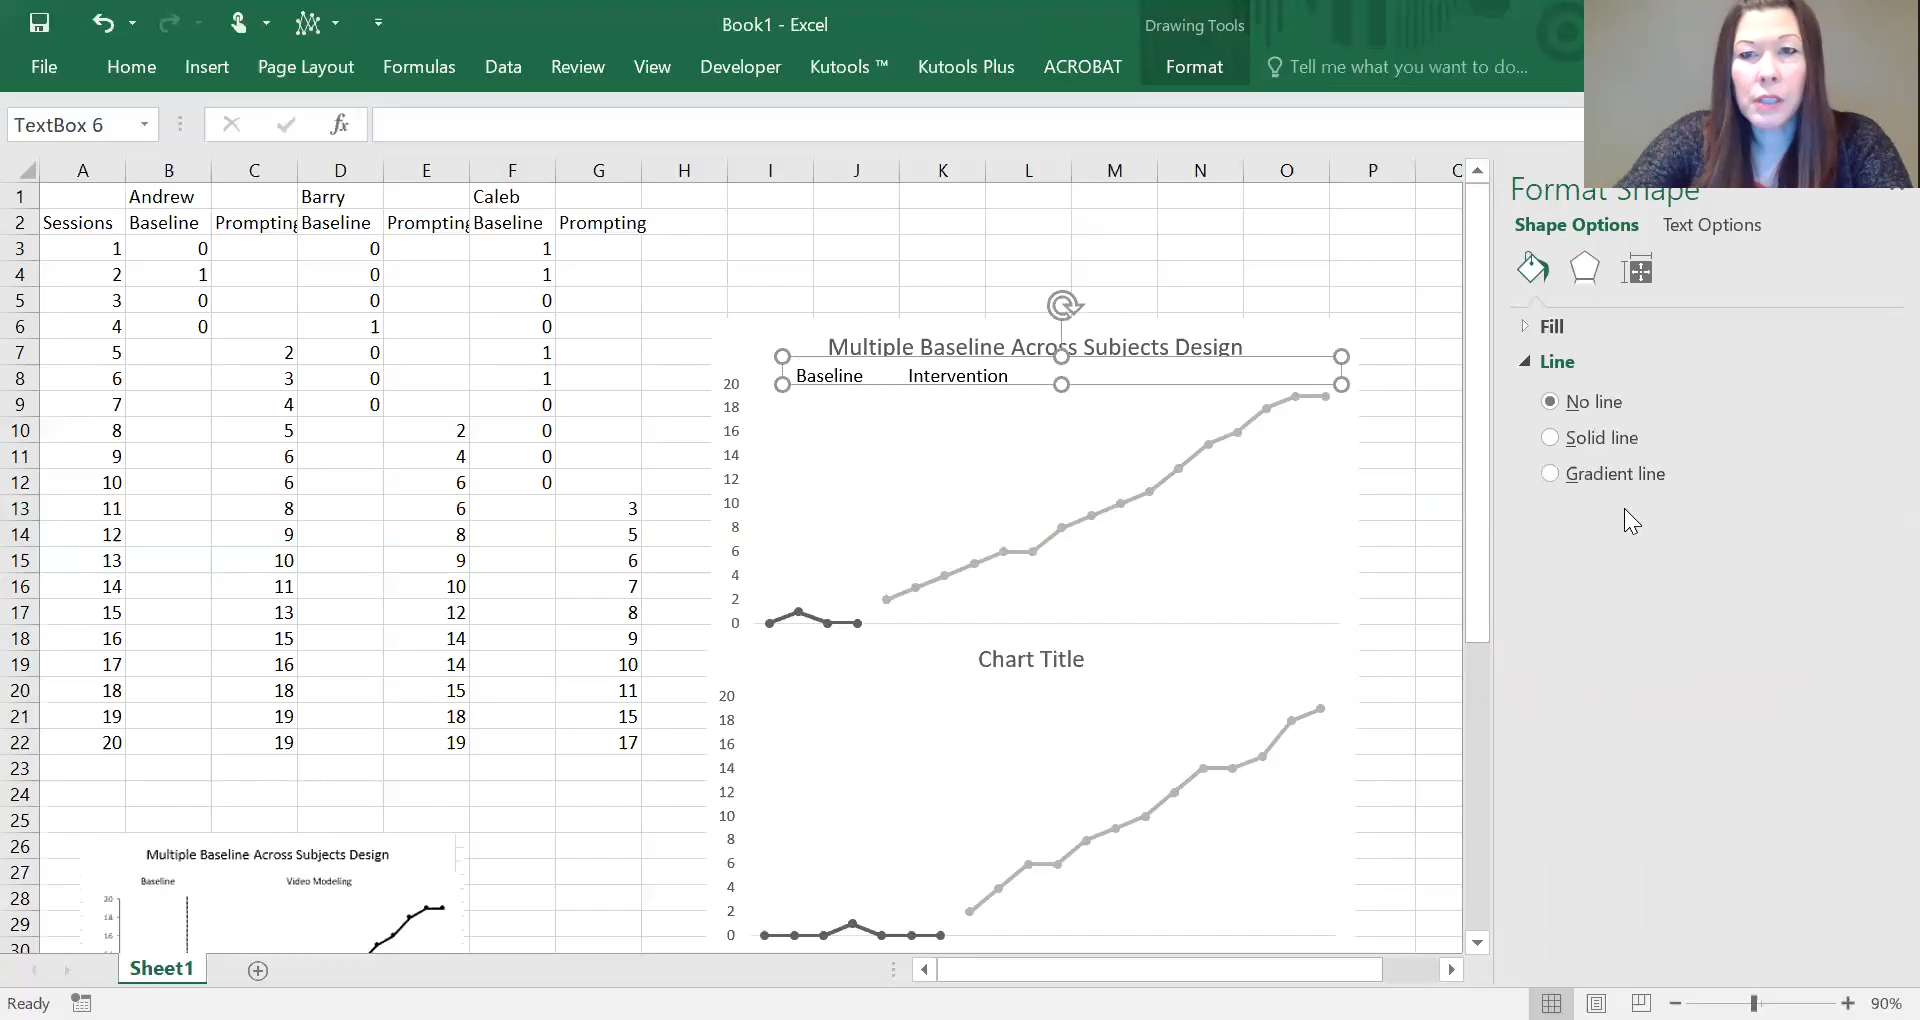 Book1 - Excel
Drawing Tools
File Home Insert Page Layout Formulas Data Review View Developer Kutools ™ Kutools Plus ACROBAT Format Tell me what you want to do...
TextBox 6
fx
A B C D E F G H I J K L M N O P
1 Andrew Barry Caleb
2 Sessions Baseline Prompting Baseline Prompting Baseline Prompting
3 1 0 0 1
4 2 1 0 1
5 3 0 0 0
6 4 0 1 0
7 5 2 0 1
8 6 3 0 1
9 7 4 0 0
10 8 5 2 0
11 9 6 4 0
12 10 6 6 0
13 11 8 6 3
14 12 9 8 5
15 13 10 9 6
16 14 11 10 7
17 15 13 12 8
18 16 15 14 9
19 17 16 14 10
20 18 18 15 11
21 19 19 18 15
22 20 19 19 17
23
24
25
26
27
28
29
30
Multiple Baseline Across Subjects Design
Baseline Intervention
20
18
16
14
12
10
8
6
4
2
0
Chart Title
20
18
16
14
12
10
8
6
4
2
0
Multiple Baseline Across Subjects Design
Baseline Video Modeling
20
18
16
Format Shape
Shape Options Text Options
Fill
Line
No line
Solid line
Gradient line
Sheet1
Ready
90%